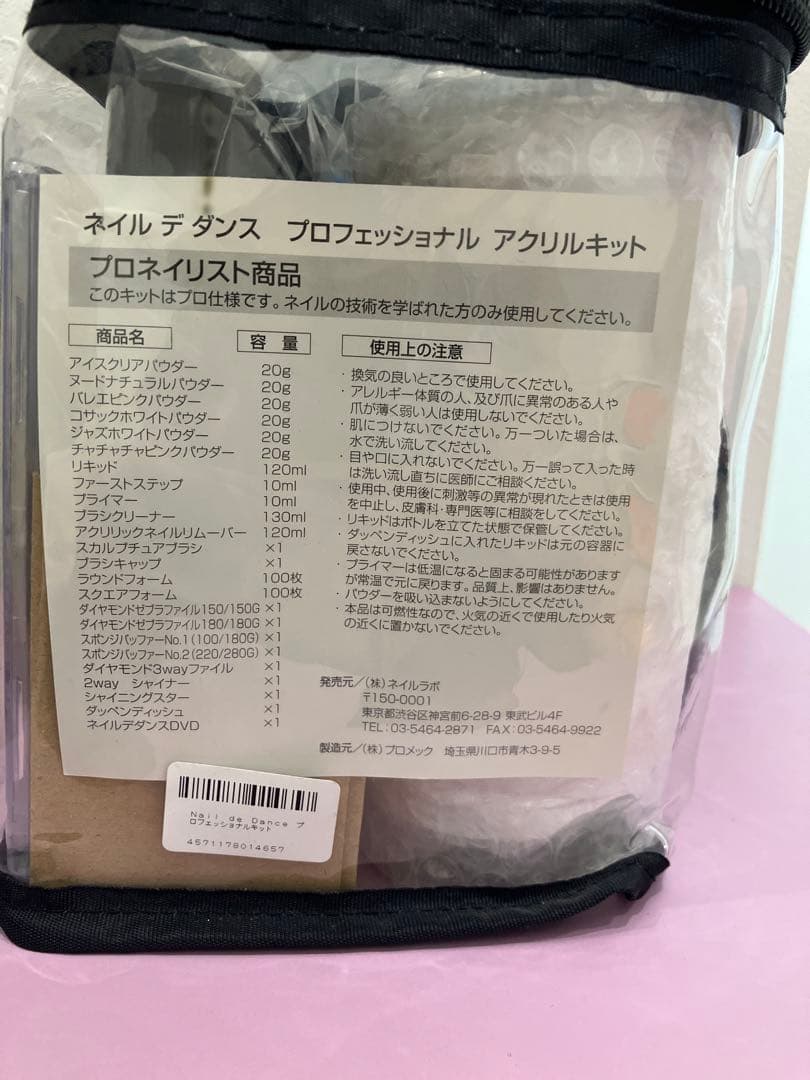 ネイル デ ダンス プロフェッショナル アクリルキット
プロネイリスト商品
このキットはプロ仕様です。ネイルの技術を学ばれた方のみ使用してください。
商品名 容 量
アイスクリアパウダー 20g
ヌードナチュラルパウダー 20g
バレエピンクパウダー 20g
コサックホワイトパウダー 20g
ジャズホワイトパウダー 20g
チャチャチャピンクパウダー 20g
リキッド 120ml
ファーストステップ 10ml
プライマー 10ml
ブラシクリーナー 130ml
アクリリックネイルリムーバー 120ml
スカルプチュアブラシ ×1
ブラシキャップ ×1
ラウンドフォーム 100枚
スクエアフォーム 100枚
ダイヤモンドゼブラファイル150/150G ×1
ダイヤモンドゼブラファイル180/180G ×1
スポンジバッファーNo.1(100/180G) ×1
スポンジバッファーNo.2(220/280G) ×1
ダイヤモンド3wayファイル ×1
2way シャイナー ×1
シャイニングスター ×1
ダッペンディッシュ ×1
ネイルデダンスDVD ×1
使用上の注意
・換気の良いところで使用してください。
・アレルギー体質の人、及び爪に異常のある人や
爪が薄く弱い人は使用しないでください。
・肌につけないでください。万一ついた場合は、
水で洗い流してください。
・目や口に入れないでください。万一誤って入った時
は洗い流し直ちに医師にご相談ください。
・使用中、使用後に刺激等の異常が現れたときは使用
を中止し、皮膚科・専門医等に相談をしてください。
・リキッドはボトルを立てた状態で保管してください。
・ダッペンディッシュに入れたリキッドは元の容器に
戻さないでください。
・プライマーは低温になると固まる可能性があります
が常温で元に戻ります。品質上、影響はありません。
・パウダーを吸い込まないようにしてください。
・本品は可燃性なので、火気の近くで使用したり火気
の近くに置かないでください。
発売元/(株)ネイルラボ
〒150-0001
東京都渋谷区神宮前6-28-9 東武ビル4F
TEL:03-5464-2871 FAX:03-5464-9922
製造元/(株)プロメック 埼玉県川口市青木3-9-5
Nail de Dance プ
ロフェッショナルキット
4571178014657